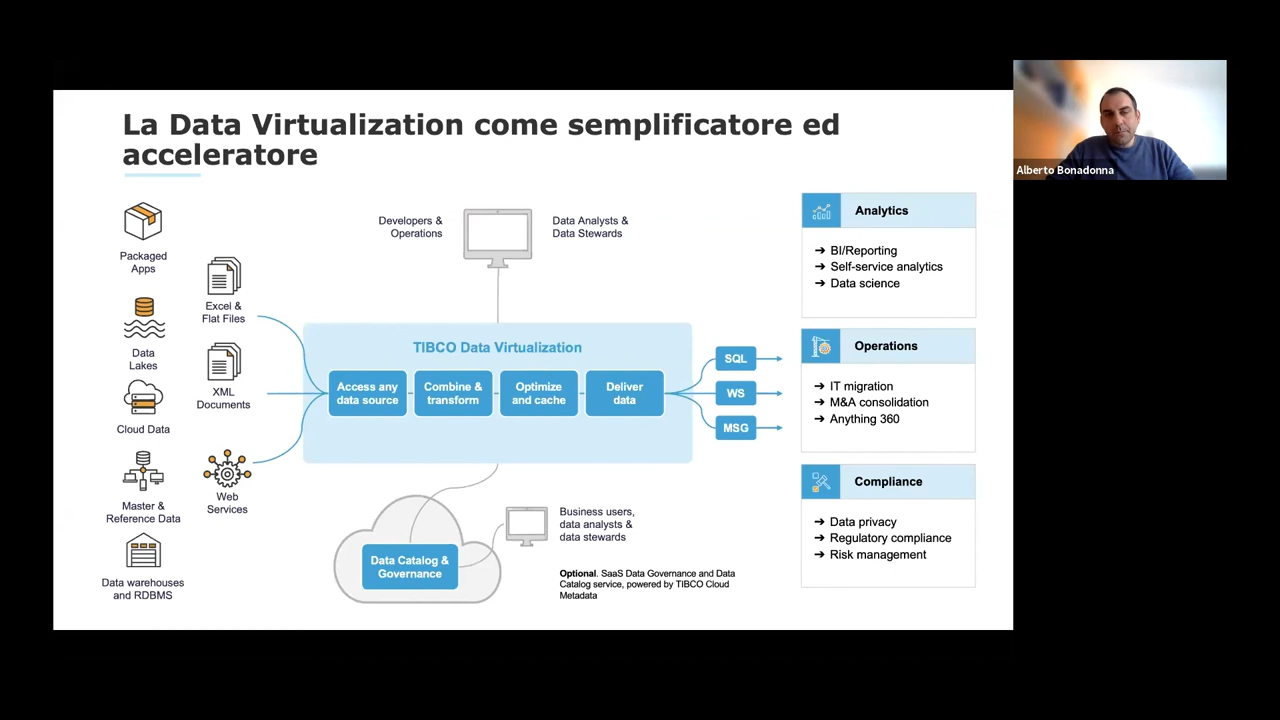 La Data Virtualization come semplificatore ed
acceleratore
Alberto Bonadonna
Packaged
Apps
Data
Lakes
Cloud Data
Master &
Reference Data
Data warehouses
and RDBMS
Excel &
Flat Files
XML
Documents
Web
Services
Developers &
Operations
Data Analysts &
Data Stewards
TIBCO Data Virtualization
Access any
data source
Combine &
transform
Optimize
and cache
Deliver
data
SQL
WS
MSG
Data Catalog &
Governance
Business users,
data analysts &
data stewards
Optional. SaaS Data Governance and Data
Catalog service, powered by TIBCO Cloud
Metadata
Analytics
➔ BI/Reporting
➔ Self-service analytics
➔ Data science
Operations
➔ IT migration
➔ M&A consolidation
➔ Anything 360
Compliance
➔ Data privacy
➔ Regulatory compliance
➔ Risk management